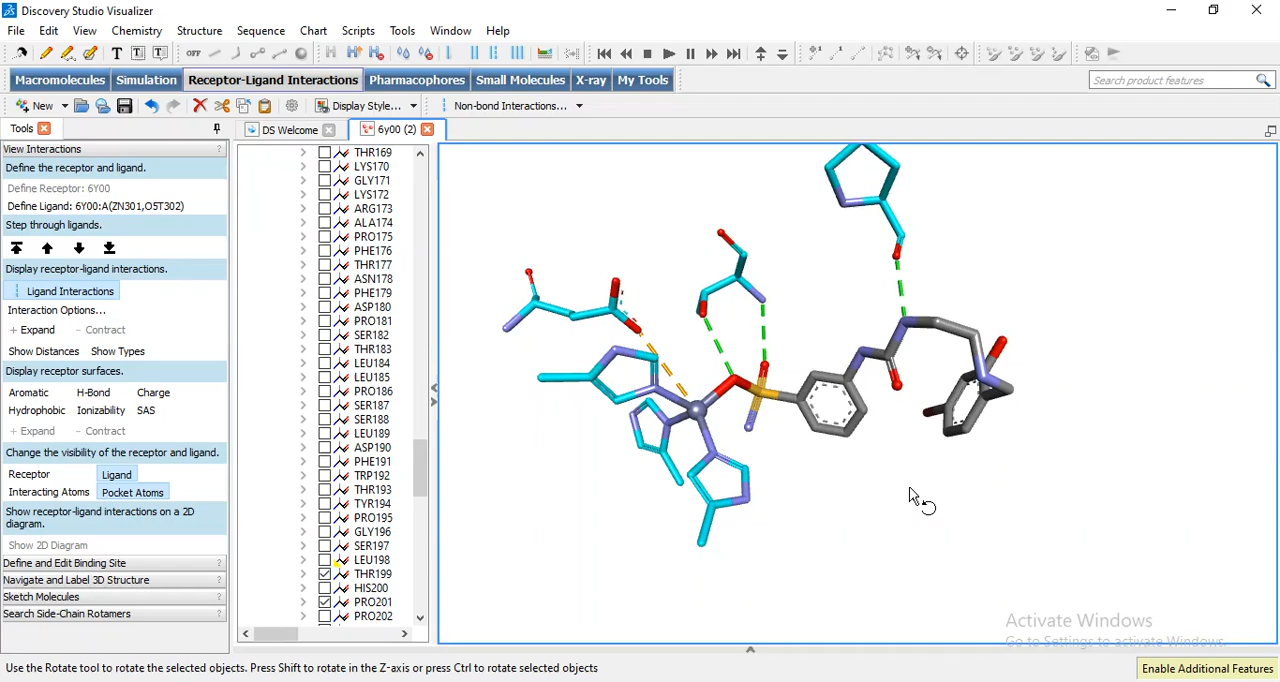 Discovery Studio Visualizer
File Edit View Chemistry Structure Sequence Chart Scripts Tools Window Help
OFF
Macromolecules Simulation Receptor-Ligand Interactions Pharmacophores Small Molecules X-ray My Tools Search product features
New Display Style... Non-bond Interactions...
Tools DS Welcome 6y00 (2)
View Interactions ?
Define the receptor and ligand.
Define Receptor: 6Y00
Define Ligand: 6Y00:A(ZN301,O5T302)
Step through ligands.
Display receptor-ligand interactions.
Ligand Interactions
Interaction Options...
+ Expand - Contract
Show Distances Show Types
Display receptor surfaces.
Aromatic H-Bond Charge
Hydrophobic Ionizability SAS
+ Expand - Contract
Change the visibility of the receptor and ligand.
Receptor Ligand
Interacting Atoms Pocket Atoms
Show receptor-ligand interactions on a 2D
diagram.
Show 2D Diagram
Define and Edit Binding Site ?
Navigate and Label 3D Structure ?
Sketch Molecules ?
Search Side-Chain Rotamers ?
THR169
LYS170
GLY171
LYS172
ARG173
ALA174
PRO175
PHE176
THR177
ASN178
PHE179
ASP180
PRO181
SER182
THR183
LEU184
LEU185
PRO186
SER187
SER188
LEU189
ASP190
PHE191
TRP192
THR193
TYR194
PRO195
GLY196
SER197
LEU198
THR199
HIS200
PRO201
PRO202
Activate Windows
Go to Settings to activate Windows.
Use the Rotate tool to rotate the selected objects. Press Shift to rotate in the Z-axis or press Ctrl to rotate selected objects
Enable Additional Features